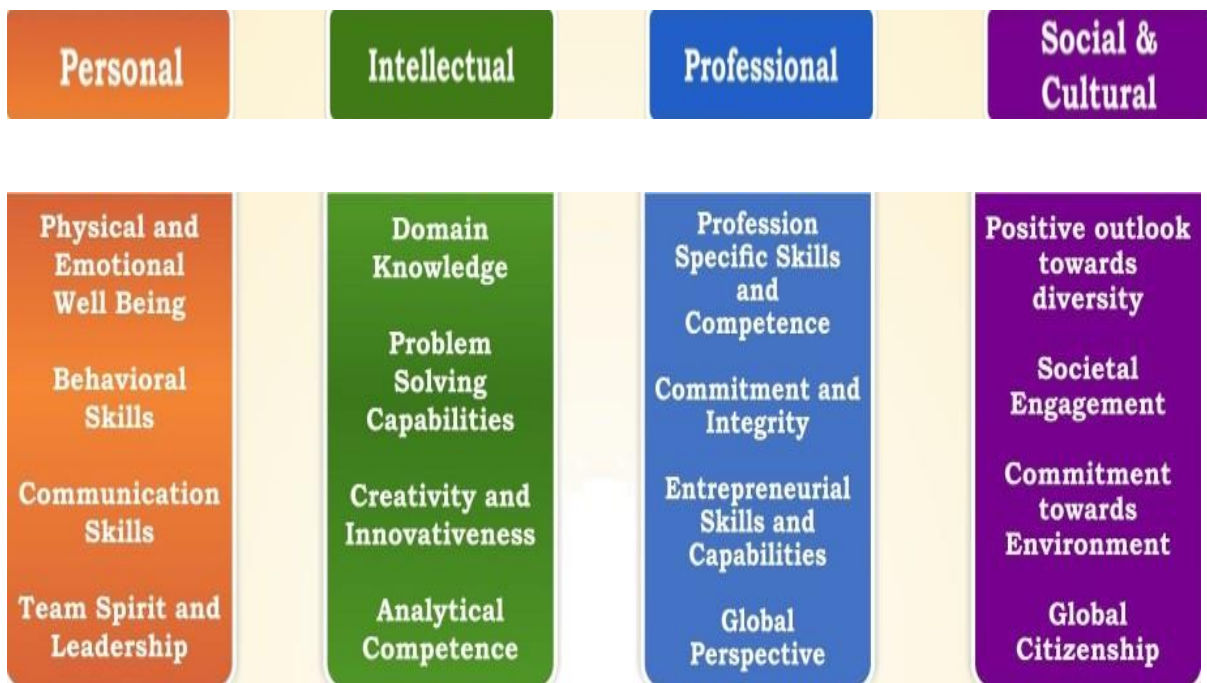 Personal
Intellectual
Professional
Social &
Cultural
Physical and
Emotional
Well Being
Behavioral
Skills
Communication
Skills
Team Spirit and
Leadership
Domain
Knowledge
Problem
Solving
Capabilities
Creativity and
Innovativeness
Analytical
Competence
Profession
Specific Skills
and
Competence
Commitment and
Integrity
Entrepreneurial
Skills and
Capabilities
Global
Perspective
Positive outlook
towards
diversity
Societal
Engagement
Commitment
towards
Environment
Global
Citizenship